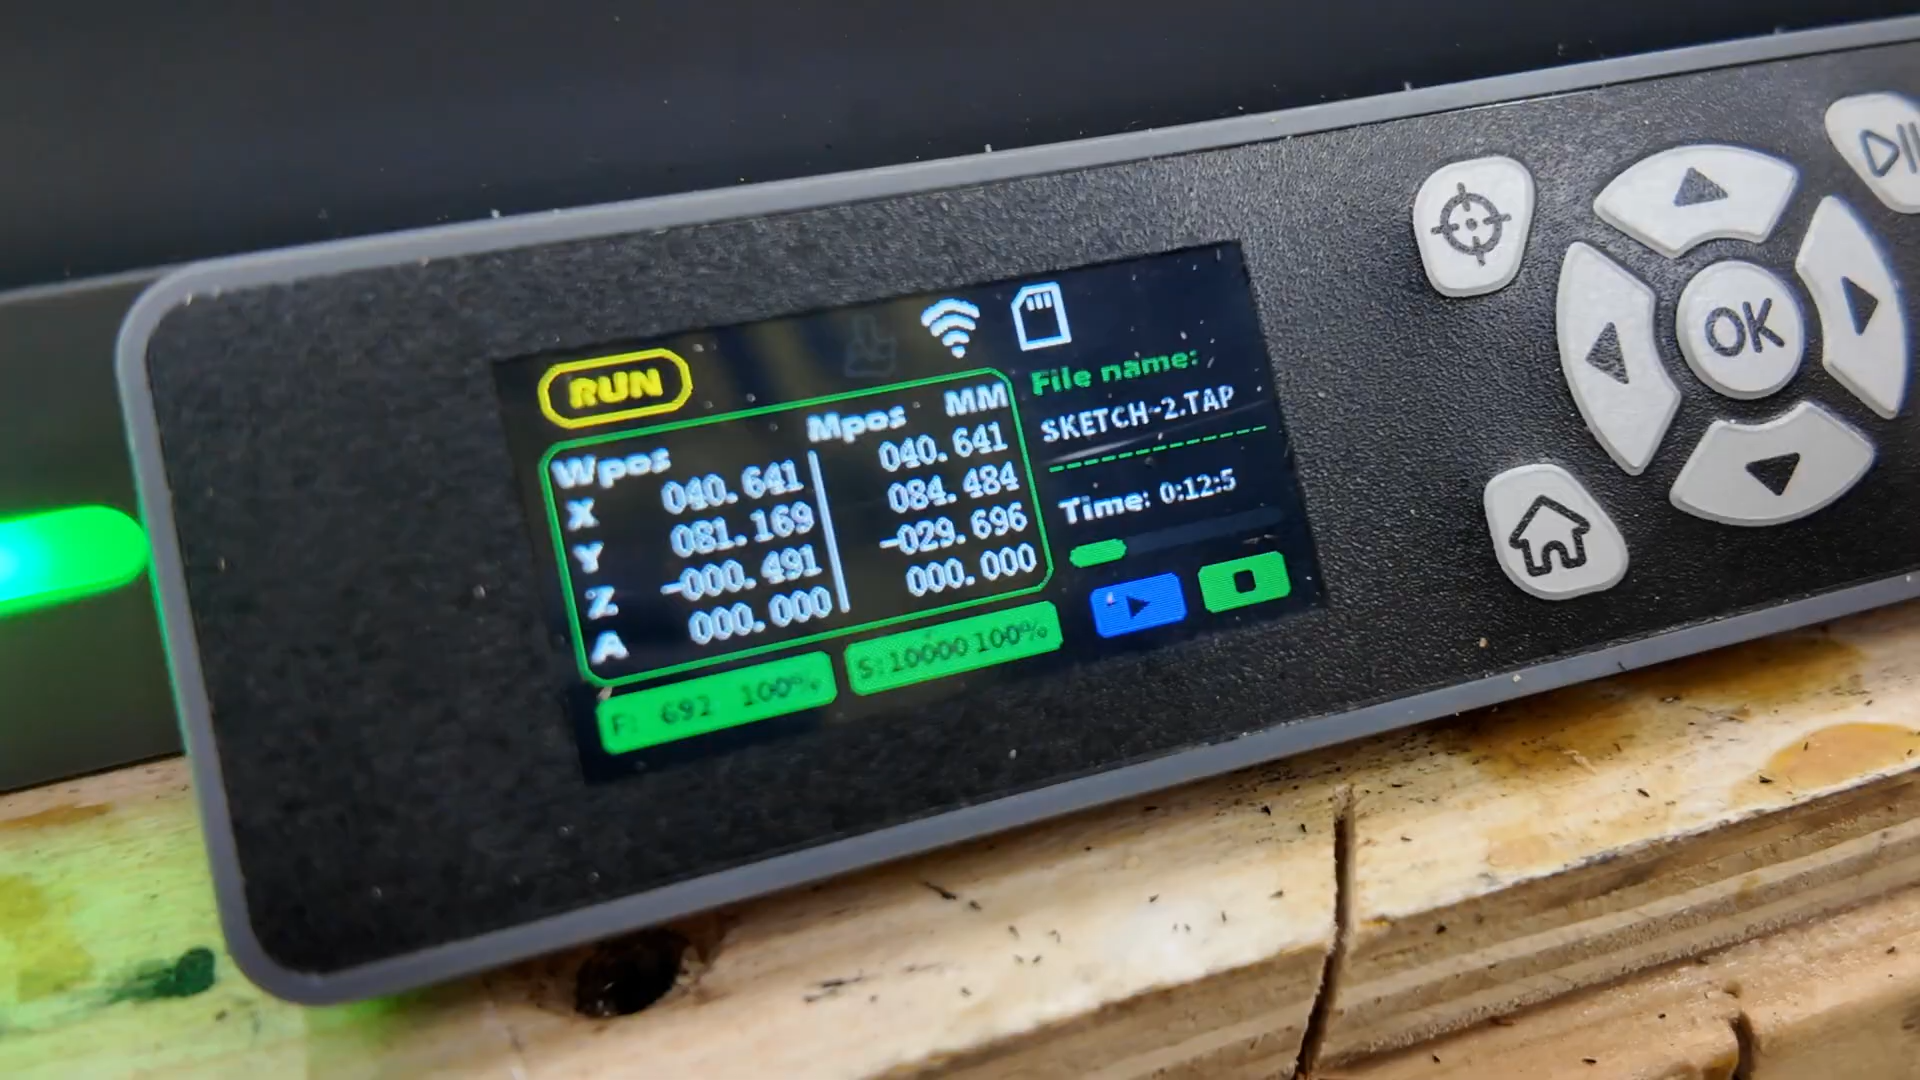 RUN
Wpos Mpos MM
X 040.641 040.641
Y 081.169 084.484
Z -000.491 -029.696
A 000.000 000.000
F: 692 100%
S:10000 100%
File name:
SKETCH~2.TAP
Time: 0:12:5
OK